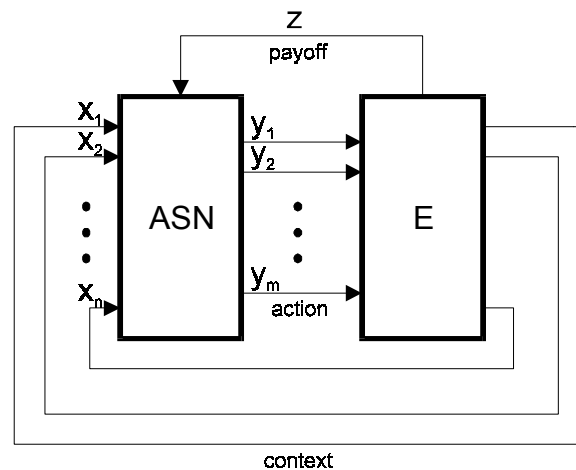 z
payoff
x1
x2
xn
ASN
y1
y2
ym
action
E
context